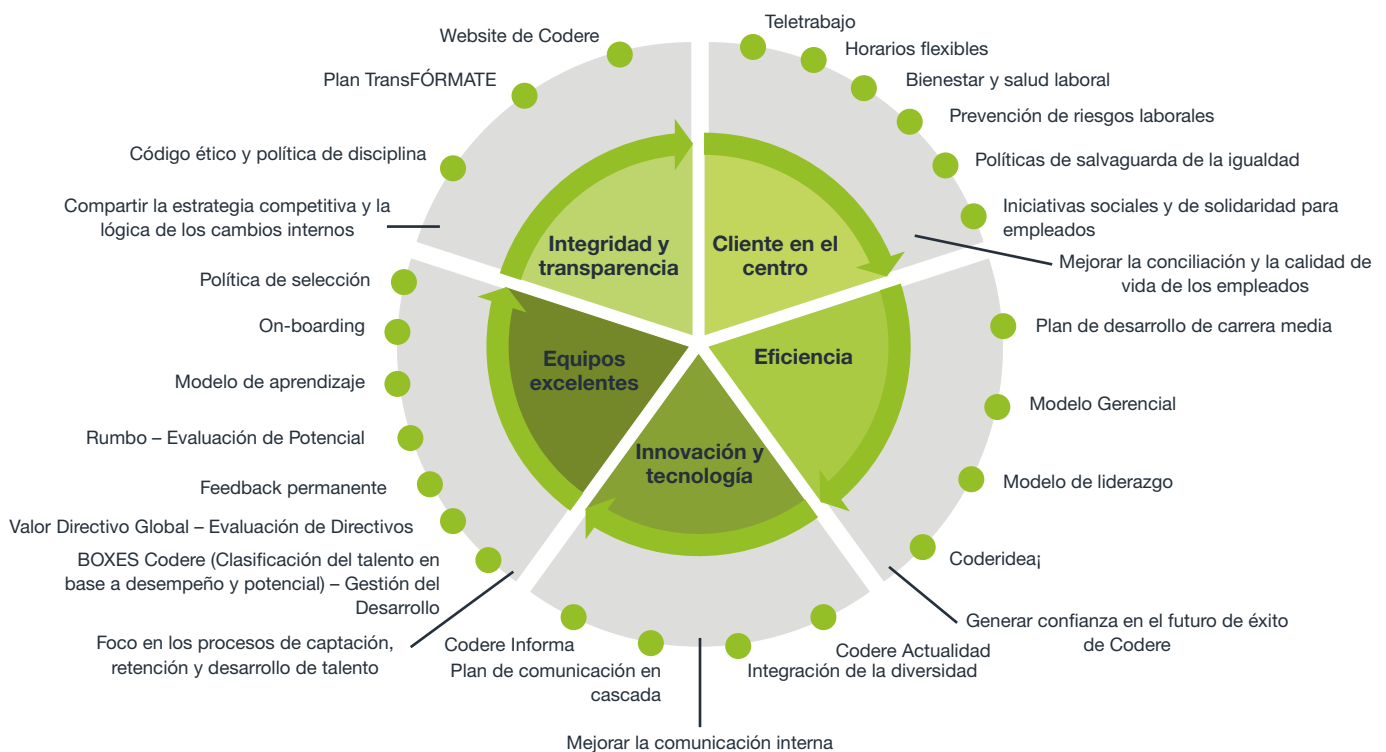 Teletrabajo
Horarios flexibles
Bienestar y salud laboral
Prevención de riesgos laborales
Políticas de salvaguarda de la igualdad
Iniciativas sociales y de solidaridad para
empleados
Mejorar la conciliación y la calidad de
vida de los empleados
Plan de desarrollo de carrera media
Modelo Gerencial
Modelo de liderazgo
Coderidea¡
Generar confianza en el futuro de éxito
de Codere
Codere Actualidad
Integración de la diversidad
Mejorar la comunicación interna
Plan de comunicación en
cascada
Codere Informa
Foco en los procesos de captación,
retención y desarrollo de talento
BOXES Codere (Clasificación del talento en
base a desempeño y potencial) – Gestión del
Desarrollo
Valor Directivo Global – Evaluación de Directivos
Feedback permanente
Rumbo – Evaluación de Potencial
Modelo de aprendizaje
On-boarding
Política de selección
Compartir la estrategia competitiva y la
lógica de los cambios internos
Código ético y política de disciplina
Plan TransFÓRMATE
Website de Codere
Integridad y
transparencia
Cliente en el
centro
Eficiencia
Innovación y
tecnología
Equipos
excelentes